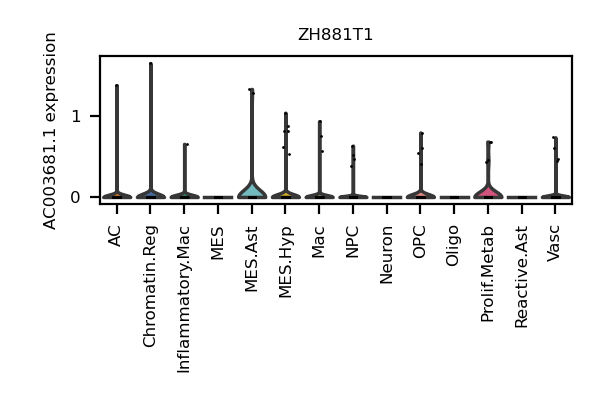 ZH881T1
AC003681.1 expression
1
0
AC
Chromatin.Reg
Inflammatory.Mac
MES
MES.Ast
MES.Hyp
Mac
NPC
Neuron
OPC
Oligo
Prolif.Metab
Reactive.Ast
Vasc